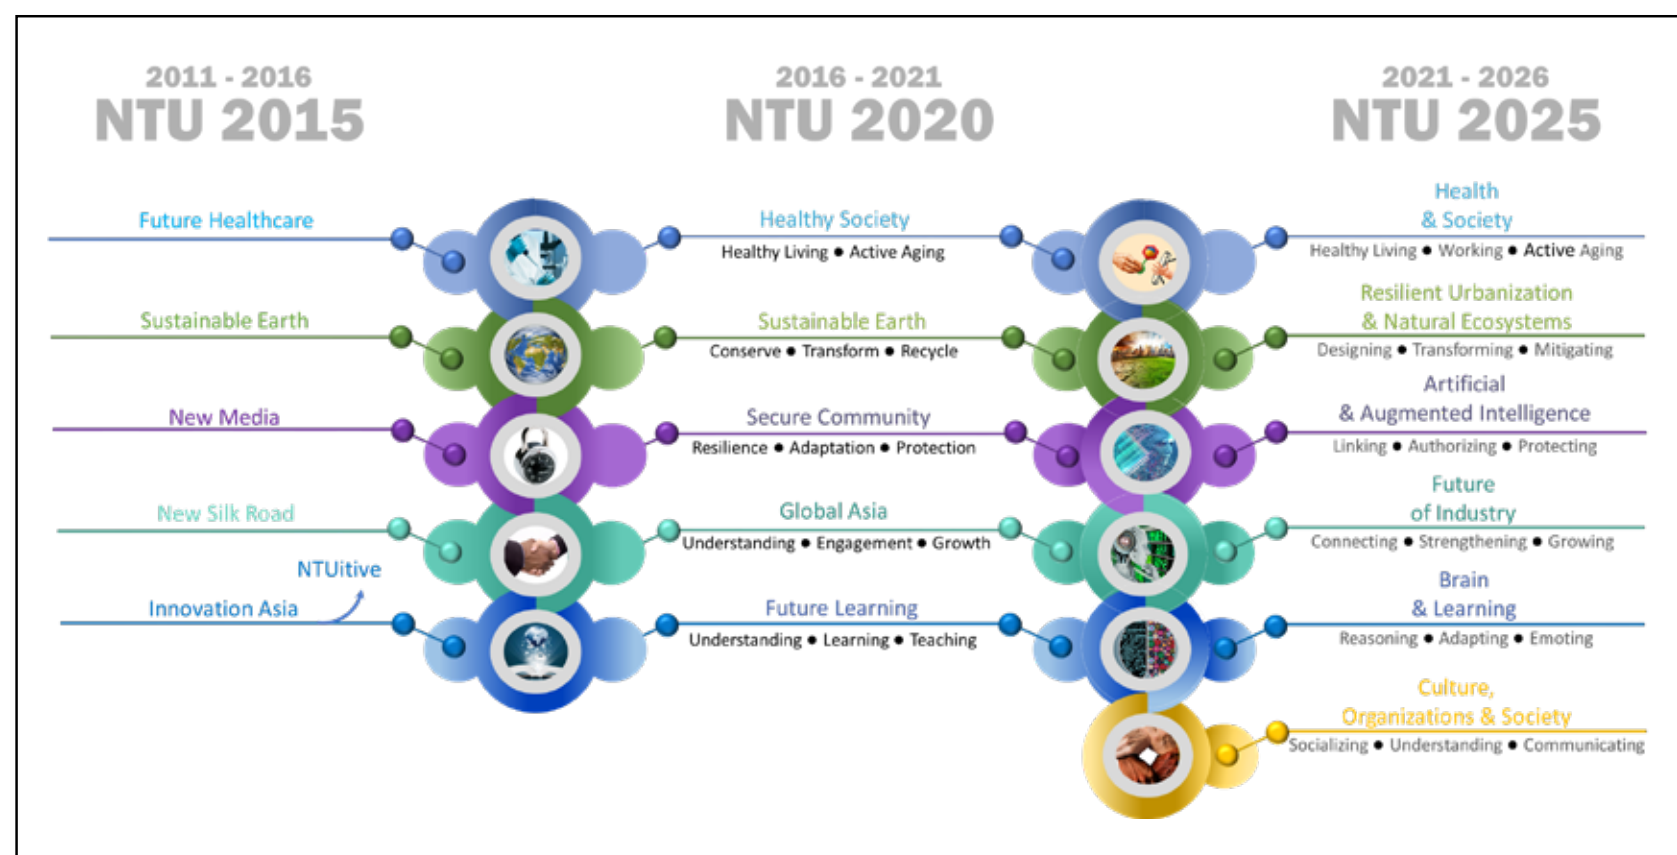 2011 - 2016
NTU 2015
2016 - 2021
NTU 2020
2021 - 2026
NTU 2025
Future Healthcare
Healthy Society
Healthy Living ● Active Aging
Health
& Society
Healthy Living ● Working ● Active Aging
Sustainable Earth
Sustainable Earth
Conserve ● Transform ● Recycle
Resilient Urbanization
& Natural Ecosystems
Designing ● Transforming ● Mitigating
New Media
Secure Community
Resilience ● Adaptation ● Protection
Artificial
& Augmented Intelligence
Linking ● Authorizing ● Protecting
New Silk Road
Global Asia
Understanding ● Engagement ● Growth
Future
of Industry
Connecting ● Strengthening ● Growing
NTUitive
Innovation Asia
Future Learning
Understanding ● Learning ● Teaching
Brain
& Learning
Reasoning ● Adapting ● Emoting
Culture,
Organizations & Society
Socializing ● Understanding ● Communicating